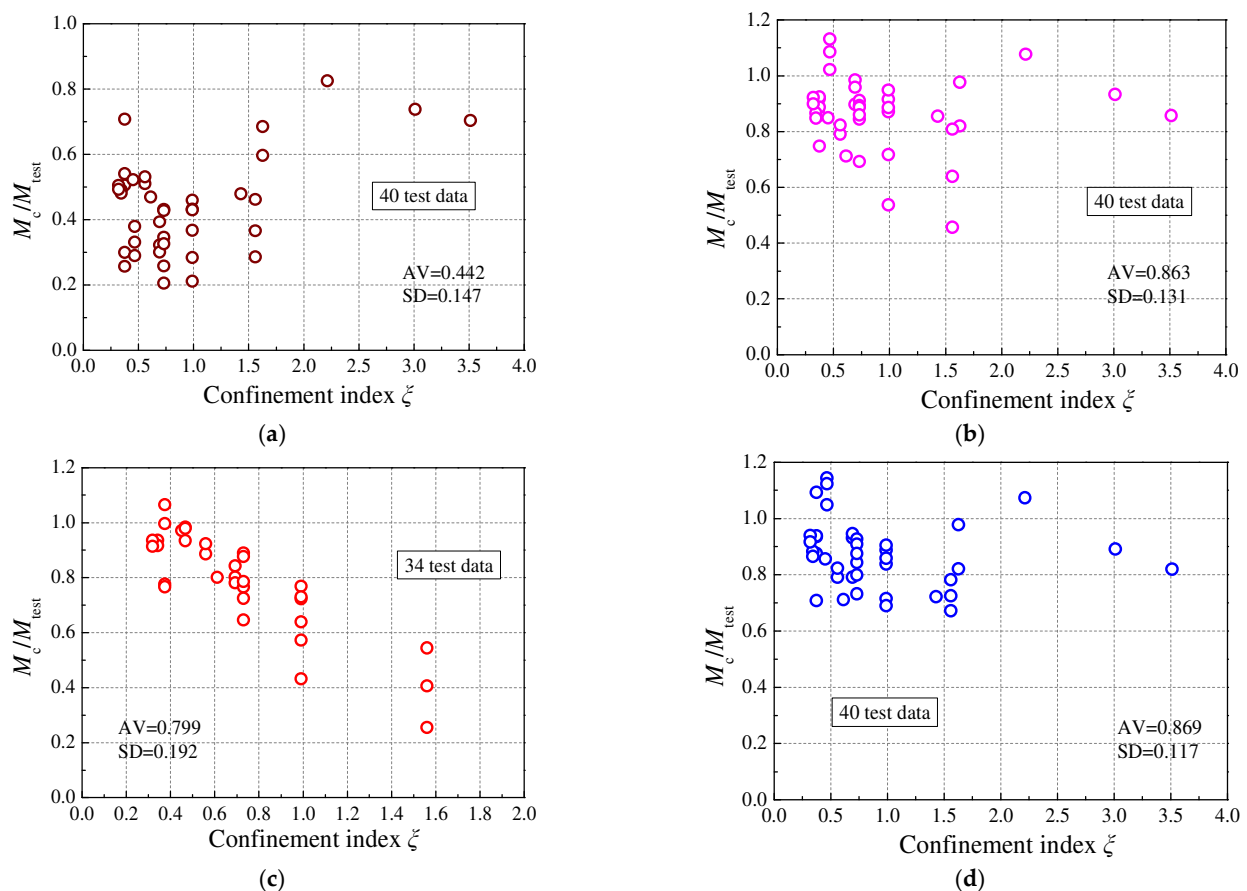 1.0
0.8
0.6
0.4
0.2
0.0
M_c/M_test
40 test data
AV=0.442
SD=0.147
0.0 0.5 1.0 1.5 2.0 2.5 3.0 3.5 4.0
Confinement index ξ
(a)
1.2
1.0
0.8
0.6
0.4
0.2
0.0
M_c/M_test
40 test data
AV=0.863
SD=0.131
0.0 0.5 1.0 1.5 2.0 2.5 3.0 3.5 4.0
Confinement index ξ
(b)
1.2
1.0
0.8
0.6
0.4
0.2
0.0
M_c/M_test
34 test data
AV=0.799
SD=0.192
0.0 0.2 0.4 0.6 0.8 1.0 1.2 1.4 1.6 1.8 2.0
Confinement index ξ
(c)
1.2
1.0
0.8
0.6
0.4
0.2
0.0
M_c/M_test
40 test data
AV=0.869
SD=0.117
0.0 0.5 1.0 1.5 2.0 2.5 3.0 3.5 4.0
Confinement index ξ
(d)